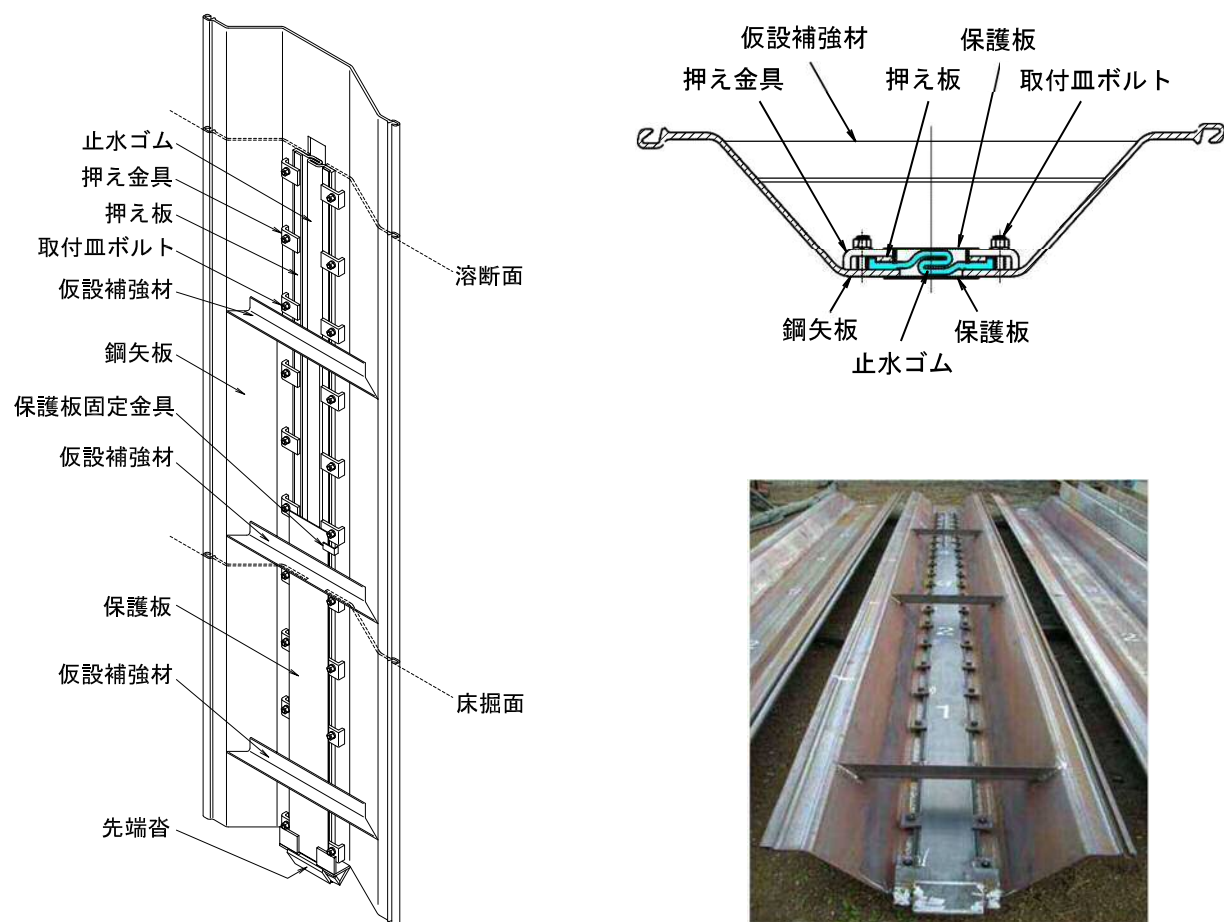 止水ゴム
押え金具
押え板
取付皿ボルト
仮設補強材
鋼矢板
保護板固定金具
仮設補強材
保護板
仮設補強材
先端沓
溶断面
床掘面
仮設補強材
保護板
押え金具
押え板
取付皿ボルト
鋼矢板
保護板
止水ゴム